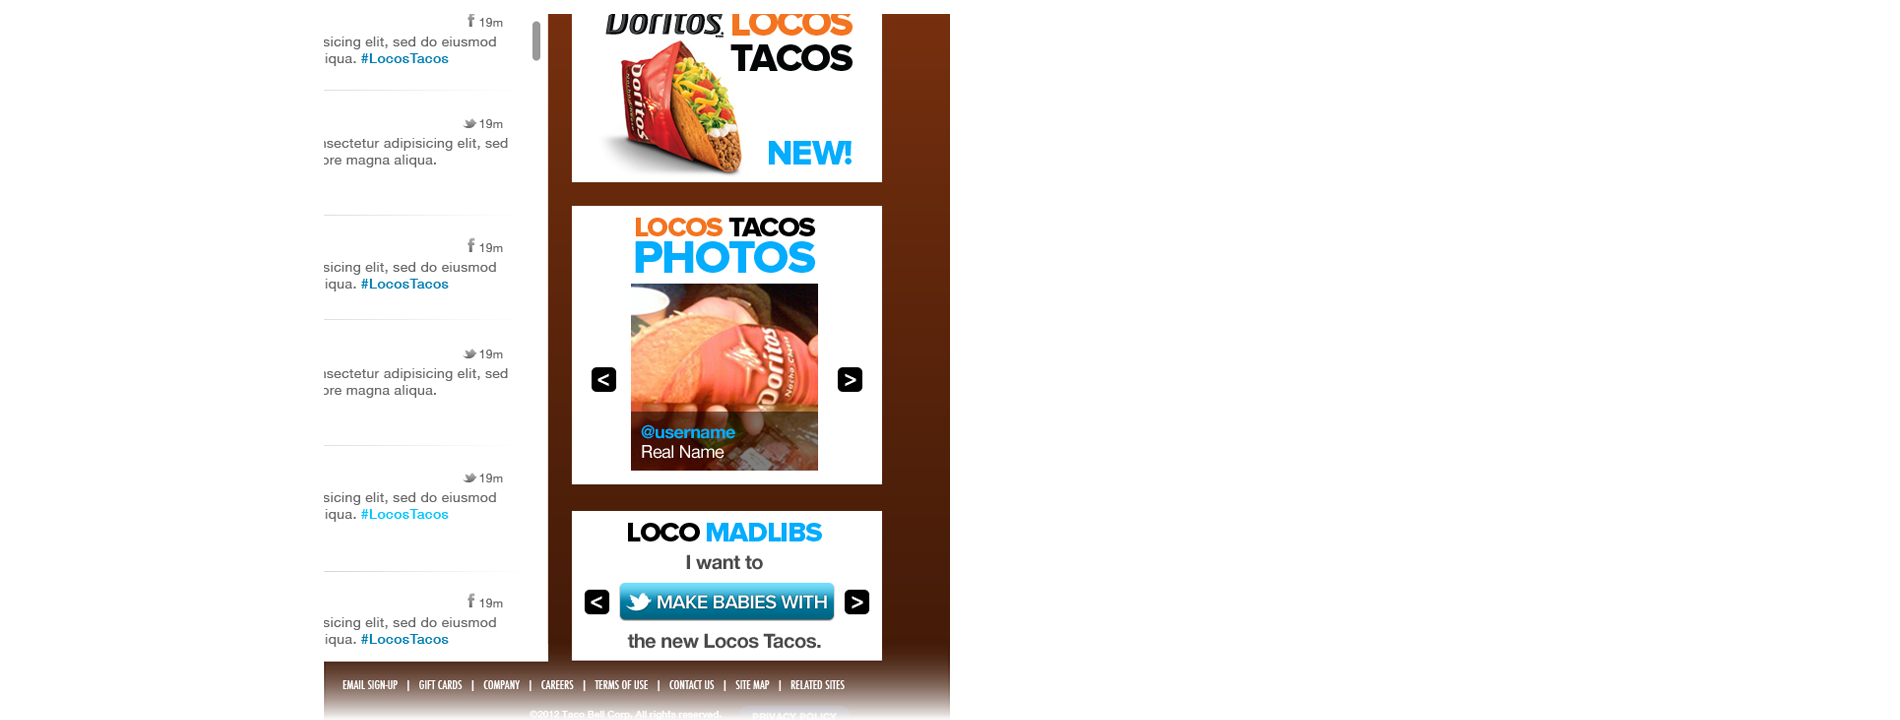 19m
sicing elit, sed do eiusmod
iqua. #LocosTacos
19m
nsectetur adipisicing elit, sed
ore magna aliqua.
19m
sicing elit, sed do eiusmod
iqua. #LocosTacos
19m
nsectetur adipisicing elit, sed
ore magna aliqua.
19m
sicing elit, sed do eiusmod
iqua. #LocosTacos
19m
sicing elit, sed do eiusmod
iqua. #LocosTacos
Doritos LOCOS
TACOS
Doritos
NEW!
LOCOS TACOS
PHOTOS
Doritos
Nacho Cheese
< >
@username
Real Name
LOCO MADLIBS
I want to
< MAKE BABIES WITH >
the new Locos Tacos.
EMAIL SIGN-UP | GIFT CARDS | COMPANY | CAREERS | TERMS OF USE | CONTACT US | SITE MAP | RELATED SITES
©2012 Taco Bell Corp. All rights reserved. PRIVACY POLICY